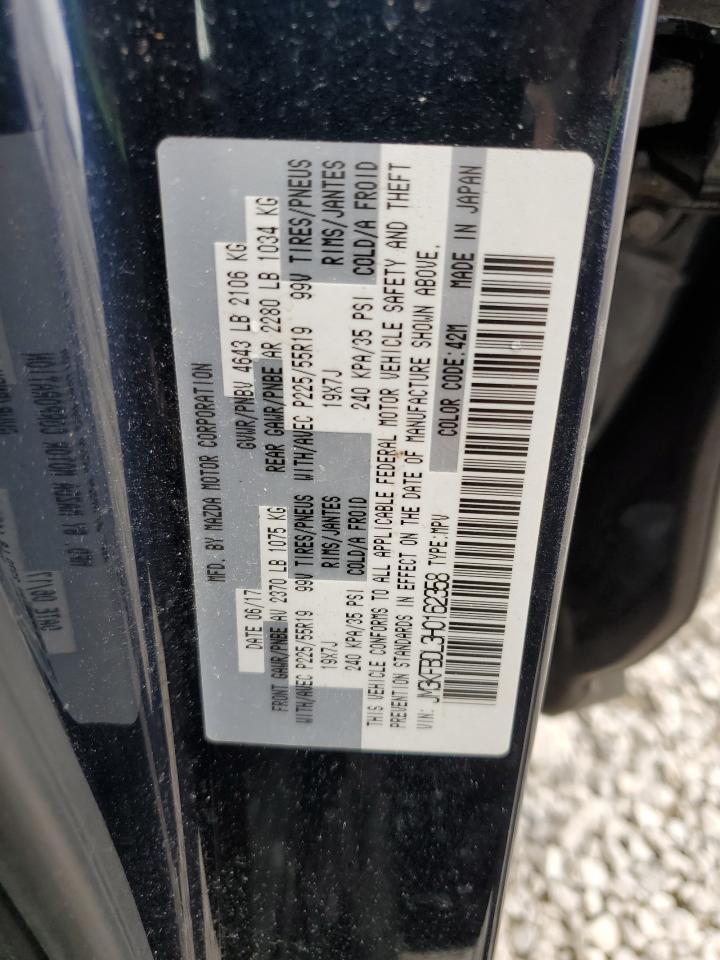 MFD. BY MAZDA MOTOR CORPORATION
DATE 06/17 GVWR/PNBV 4643 LB 2106 KG
FRONT GAWR/PNBE AV 2370 LB 1075 KG REAR GAWR/PNBE AR 2280 LB 1034 KG
WITH/AVEC P225/55R19 99V TIRES/PNEUS WITH/AVEC P225/55R19 99V TIRES/PNEUS
19X7J RIMS/JANTES 19X7J RIMS/JANTES
240 KPA/35 PSI COLD/A FROID 240 KPA/35 PSI COLD/A FROID
THIS VEHICLE CONFORMS TO ALL APPLICABLE FEDERAL MOTOR VEHICLE SAFETY AND THEFT
PREVENTION STANDARDS IN EFFECT ON THE DATE OF MANUFACTURE SHOWN ABOVE.
VIN: JM3KFBDL3H0162358 TYPE:MPV COLOR CODE:42M MADE IN JAPAN